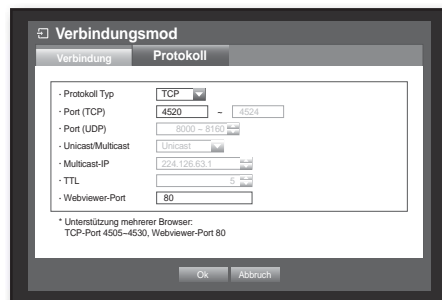 Verbindungsmod
Verbindung Protokoll
· Protokoll Typ TCP
· Port (TCP) 4520 ~ 4524
· Port (UDP) 8000 ~ 8160
· Unicast/Multicast Unicast
· Multicast-IP 224.126.63.1
· TTL 5
· Webviewer-Port 80
* Unterstützung mehrerer Browser:
TCP-Port 4505~4530, Webviewer-Port 80
Ok Abbruch